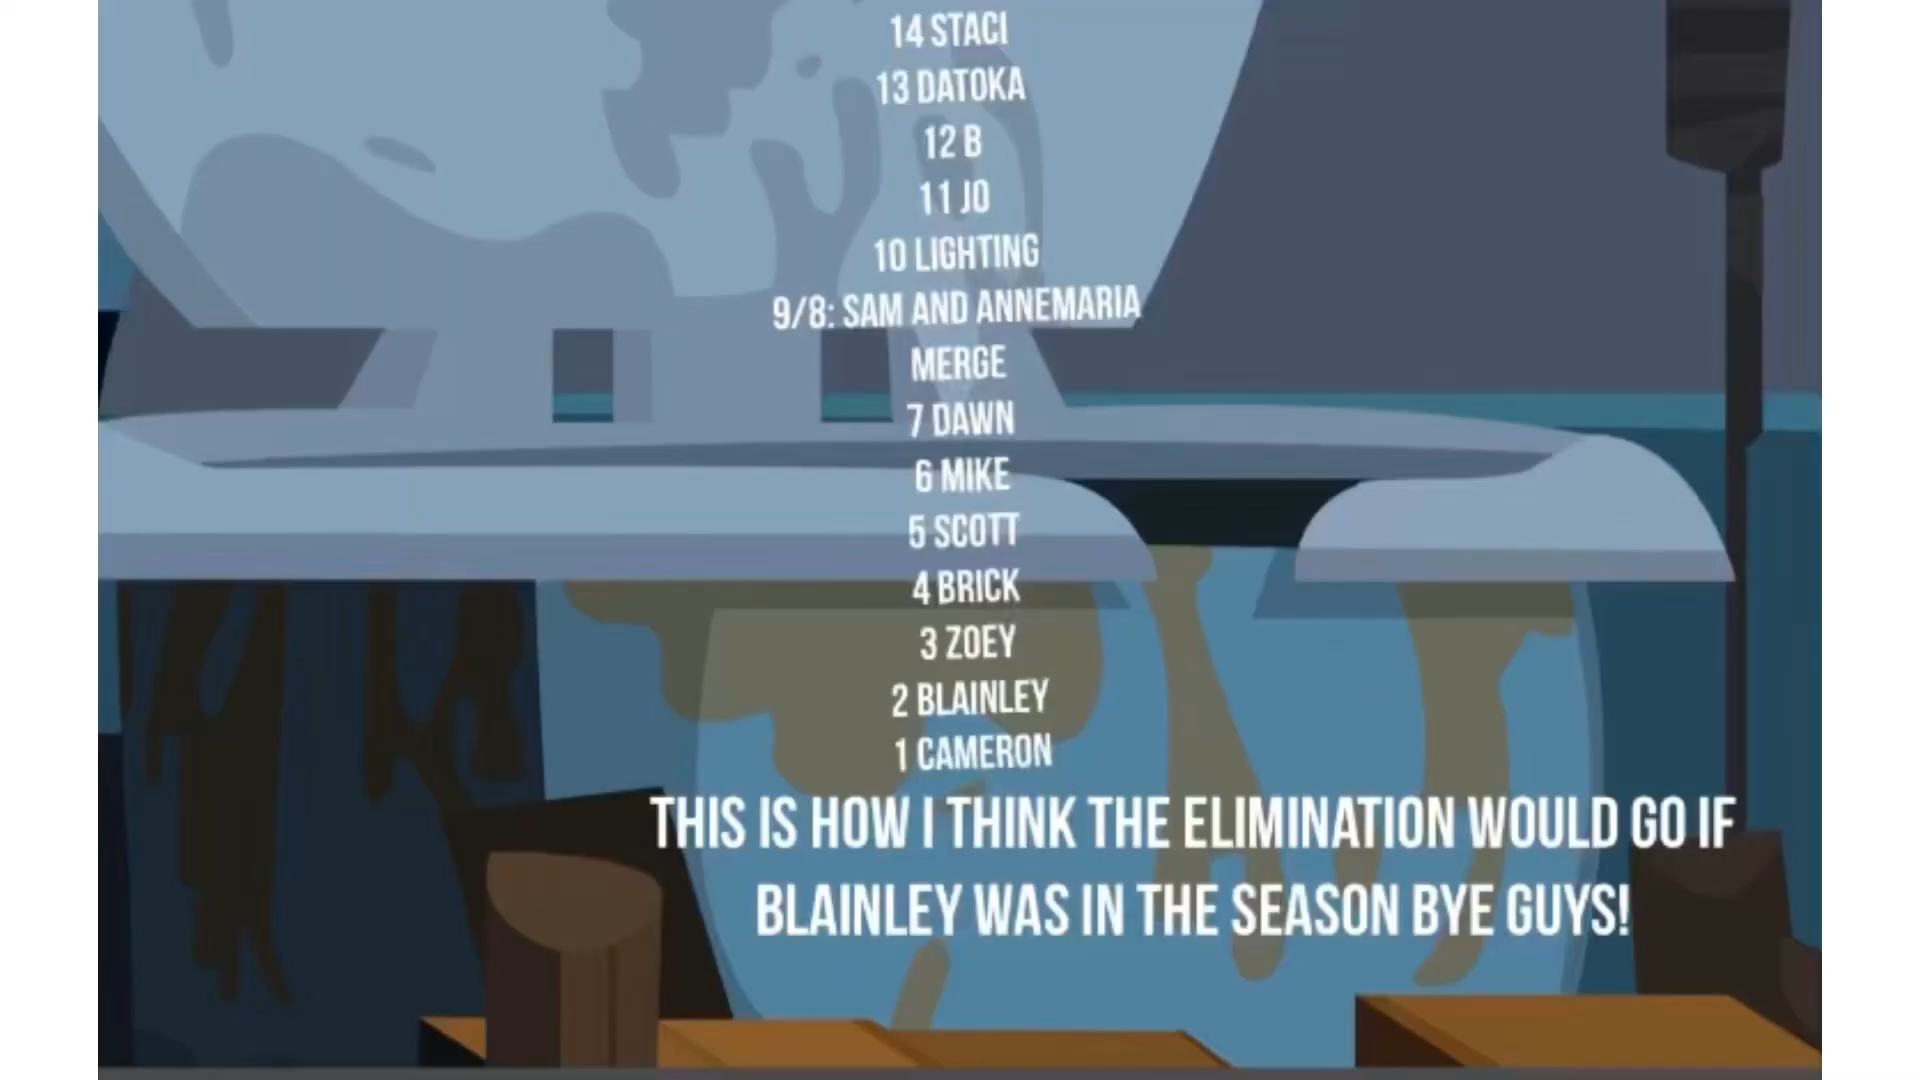 14 STACI
13 DATOKA
12 B
11 JO
10 LIGHTING
9/8: SAM AND ANNEMARIA
MERGE
7 DAWN
6 MIKE
5 SCOTT
4 BRICK
3 ZOEY
2 BLAINLEY
1 CAMERON
THIS IS HOW I THINK THE ELIMINATION WOULD GO IF
BLAINLEY WAS IN THE SEASON BYE GUYS!